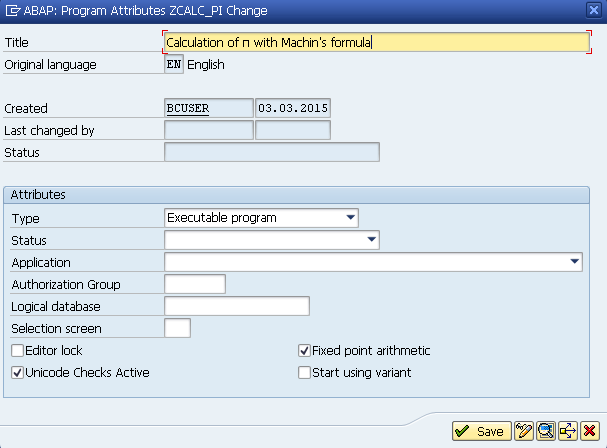 ABAP: Program Attributes ZCALC_PI Change
Title Calculation of π with Machin's formula
Original language EN English
Created BCUSER 03.03.2015
Last changed by
Status
Attributes
Type Executable program
Status
Application
Authorization Group
Logical database
Selection screen
Editor lock Fixed point arithmetic
Unicode Checks Active Start using variant
Save